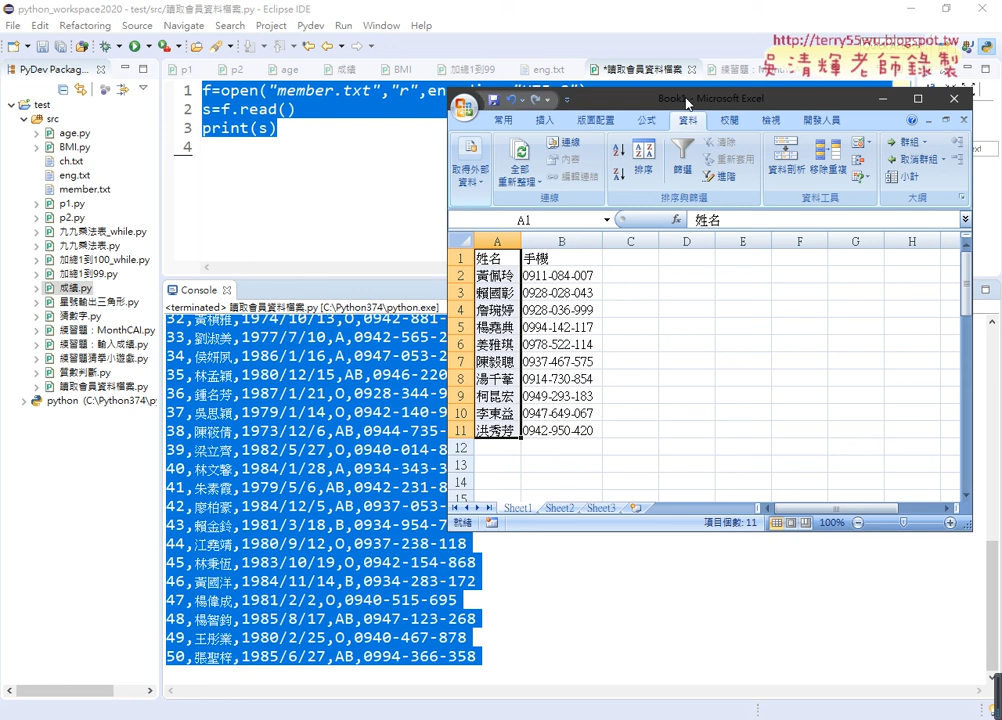 python_workspace2020 - test/src/讀取會員資料檔案.py - Eclipse IDE
File Edit Refactoring Source Navigate Search Project Pydev Run Window Help
http://terry55wu.blogspot.tw
吳清輝老師錄製
PyDev Packag...
p1 p2 age 成績 BMI 加總1到99 eng.txt *讀取會員資料檔案
test
src
age.py
BMI.py
ch.txt
eng.txt
member.txt
p1.py
p2.py
九九乘法表_while.py
九九乘法表.py
加總1到100_while.py
加總1到99.py
成績.py
星號輸出三角形.py
猜數字.py
練習題：MonthCAI.py
練習題：輸入成績.py
練習題猜學小遊戲.py
質數判斷.py
讀取會員資料檔案.py
python (C:\Python374\p
1 f=open("member.txt","r",en
2 s=f.read()
3 print(s)
4
Console
<terminated> 讀取會員資料檔案.py [C:\Python374\python.exe]
32,黃楨雅,1974/10/13,O,0942-881-
33,劉淑美,1977/7/10,A,0942-565-2
34,侯妍夙,1986/1/16,A,0947-053-2
35,林孟穎,1980/12/15,AB,0946-220
36,鍾名芳,1987/1/21,O,0928-344-9
37,吳思穎,1979/1/14,O,0942-140-9
38,陳筱倩,1973/12/6,AB,0944-735-
39,梁立齊,1982/5/27,O,0940-014-8
40,林文馨,1984/1/28,A,0934-343-3
41,朱素霞,1979/5/6,AB,0942-231-8
42,廖柏豪,1984/12/5,AB,0937-053-
43,賴金鈴,1981/3/18,B,0934-954-7
44,江堯靖,1980/9/12,O,0937-238-118
45,林秉恆,1983/10/19,O,0942-154-868
46,黃國洋,1984/11/14,B,0934-283-172
47,楊偉成,1981/2/2,O,0940-515-695
48,楊智鈞,1985/8/17,AB,0947-123-268
49,王彤業,1980/2/25,O,0940-467-878
50,張聖梓,1985/6/27,AB,0994-366-358
Book1 - Microsoft Excel
常用 插入 版面配置 公式 資料 校閱 檢視 開發人員
取得外部資料 全部重新整理 連線 內容 編輯連結 排序 篩選 清除 重新套用 進階 資料剖析 移除重複 群組 取消群組 小計
連線 排序與篩選 資料工具 大綱
A1 fx 姓名
A B C D E F G H
1 姓名 手機
2 黃佩玲 0911-084-007
3 賴國彰 0928-028-043
4 詹琬婷 0928-036-999
5 楊堯典 0994-142-117
6 姜雅琪 0978-522-114
7 陳毅聰 0937-467-575
8 湯千葦 0914-730-854
9 柯昆宏 0949-293-183
10 李東益 0947-649-067
11 洪秀芳 0942-950-420
12
13
14
15
Sheet1 Sheet2 Sheet3
就緒 項目個數: 11 100%